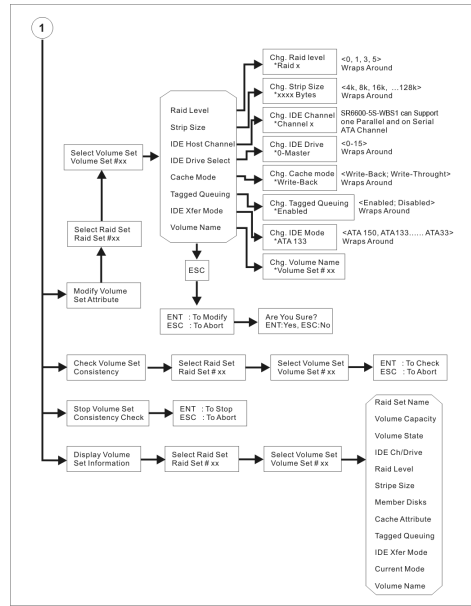 1
Chg. Raid level
*Raid x
<0, 1, 3, 5>
Wraps Around
Chg. Strip Size
*xxxx Bytes
<4k, 8k, 16k, ...128k>
Wraps Around
Chg. IDE Channel
*Channel x
SR6600-5S-WBS1 can Support
one Parallel and on Serial
ATA Channel
Chg. IDE Drive
*0-Master
<0-15>
Wraps Around
Chg. Cache mode
*Write-Back
<Write-Back; Write-Throught>
Wraps Around
Chg. Tagged Queuing
*Enabled
<Enabled; Disabled>
Wraps Around
Chg. IDE Mode
*ATA 133
<ATA 150, ATA133...... ATA33>
Wraps Around
Chg. Volume Name
*Volume Set # xx
Raid Level
Strip Size
IDE Host Channel
IDE Drive Select
Cache Mode
Tagged Queuing
IDE Xfer Mode
Volume Name
Select Volume Set
Volume Set #xx
Select Raid Set
Raid Set #xx
Modify Volume
Set Attribute
ESC
ENT : To Modify
ESC : To Abort
Are You Sure?
ENT:Yes, ESC:No
Check Volume Set
Consistency
Select Raid Set
Raid Set # xx
Select Volume Set
Volume Set # xx
ENT : To Check
ESC : To Abort
Stop Volume Set
Consistency Check
ENT : To Stop
ESC : To Abort
Display Volume
Set Information
Select Raid Set
Raid Set # xx
Select Volume Set
Volume Set # xx
Raid Set Name
Volume Capacity
Volume State
IDE Ch/Drive
Raid Level
Stripe Size
Member Disks
Cache Attribute
Tagged Queuing
IDE Xfer Mode
Current Mode
Volume Name